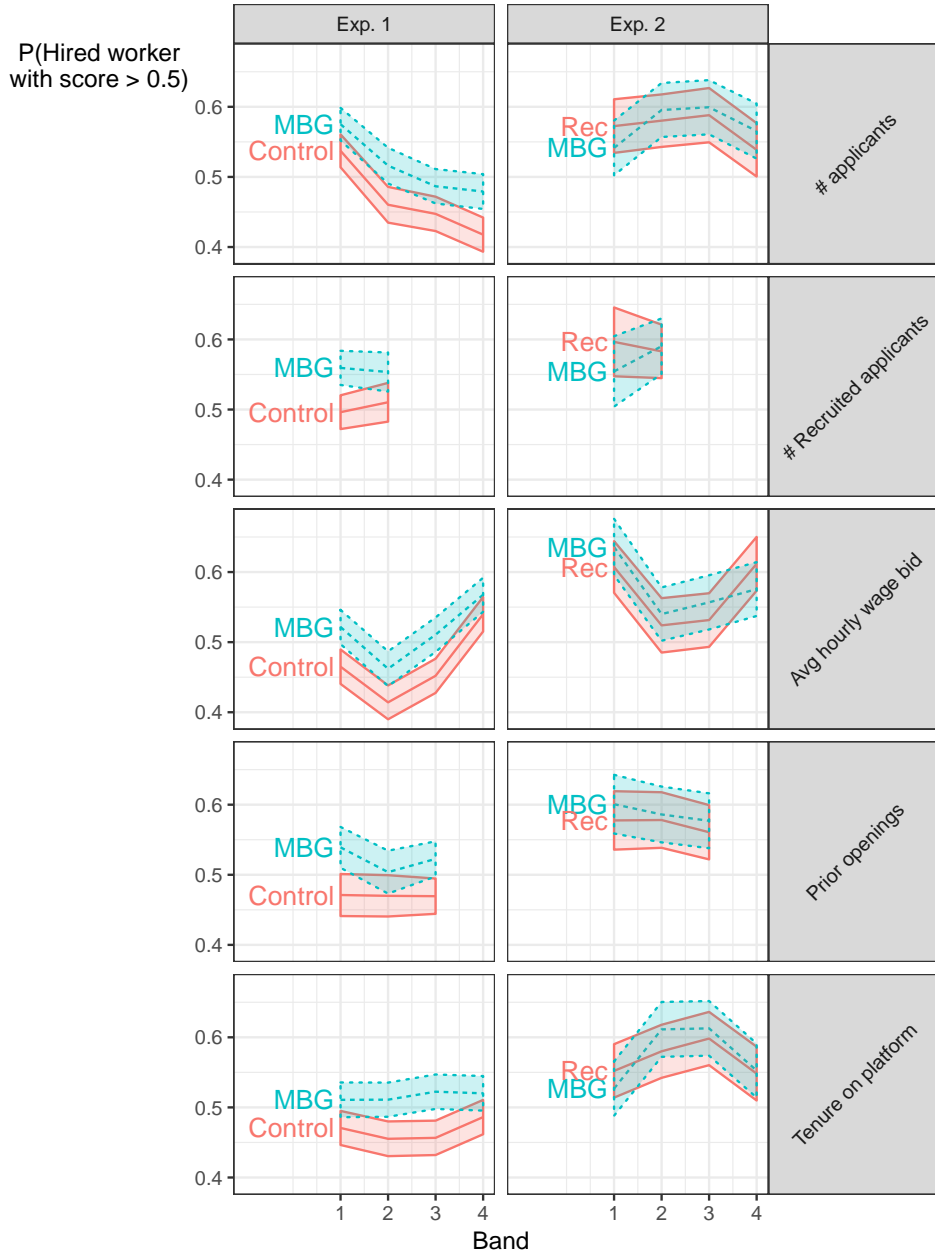 Exp. 1
Exp. 2
P(Hired worker
with score > 0.5)
0.6
0.5
0.4
MBG
Control
Rec
MBG
# applicants
0.6
0.5
0.4
MBG
Control
Rec
MBG
# Recruited applicants
0.6
0.5
0.4
MBG
Control
MBG
Rec
Avg hourly wage bid
0.6
0.5
0.4
MBG
Control
MBG
Rec
Prior openings
0.6
0.5
0.4
MBG
Control
Rec
MBG
Tenure on platform
1 2 3 4
1 2 3 4
Band